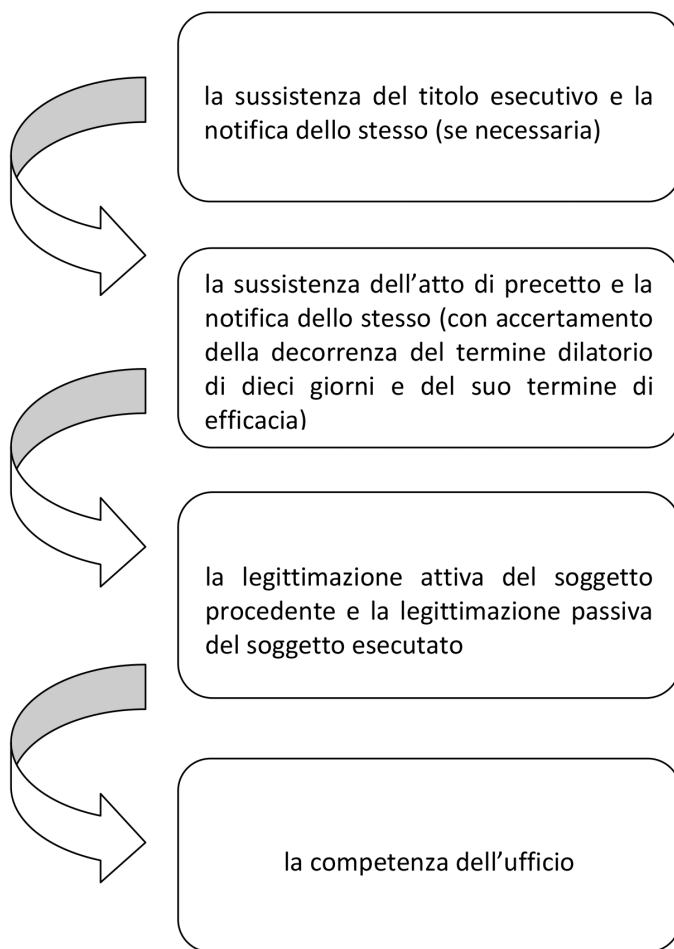 la sussistenza del titolo esecutivo e la
notifica dello stesso (se necessaria)
la sussistenza dell’atto di precetto e la
notifica dello stesso (con accertamento
della decorrenza del termine dilatorio
di dieci giorni e del suo termine di
efficacia)
la legittimazione attiva del soggetto
procedente e la legittimazione passiva
del soggetto esecutato
la competenza dell’ufficio